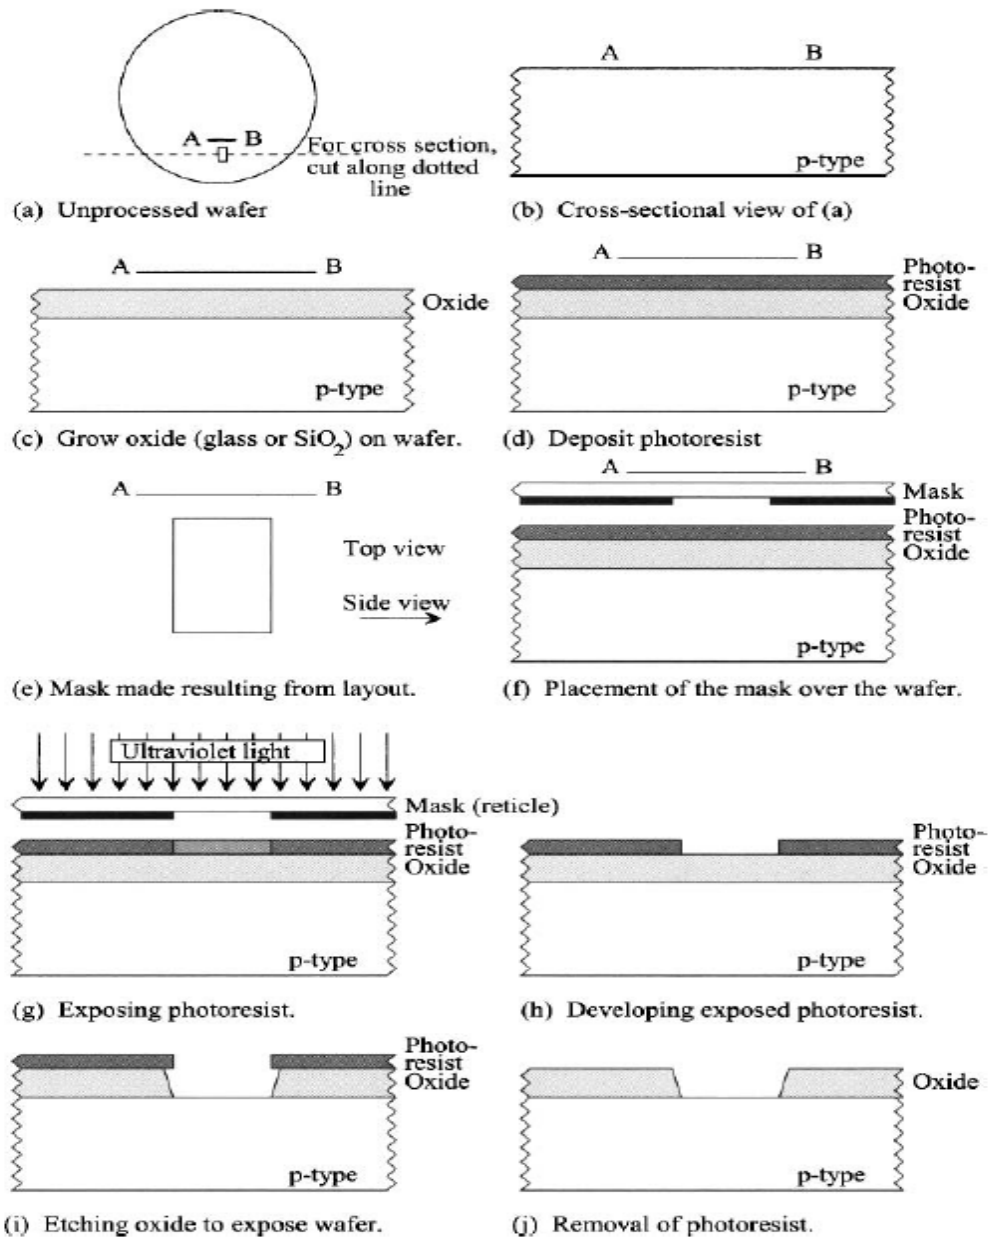 A B
For cross section,
cut along dotted
line
(a) Unprocessed wafer
A B
p-type
(b) Cross-sectional view of (a)
A B
Oxide
p-type
(c) Grow oxide (glass or SiO2) on wafer.
A B
Photo-
resist
Oxide
p-type
(d) Deposit photoresist
A B
Top view
Side view
(e) Mask made resulting from layout.
A B
Mask
Photo-
resist
Oxide
p-type
(f) Placement of the mask over the wafer.
Ultraviolet light
Mask (reticle)
Photo-
resist
Oxide
p-type
(g) Exposing photoresist.
Photo-
resist
Oxide
p-type
(h) Developing exposed photoresist.
Photo-
resist
Oxide
p-type
(i) Etching oxide to expose wafer.
Oxide
p-type
(j) Removal of photoresist.